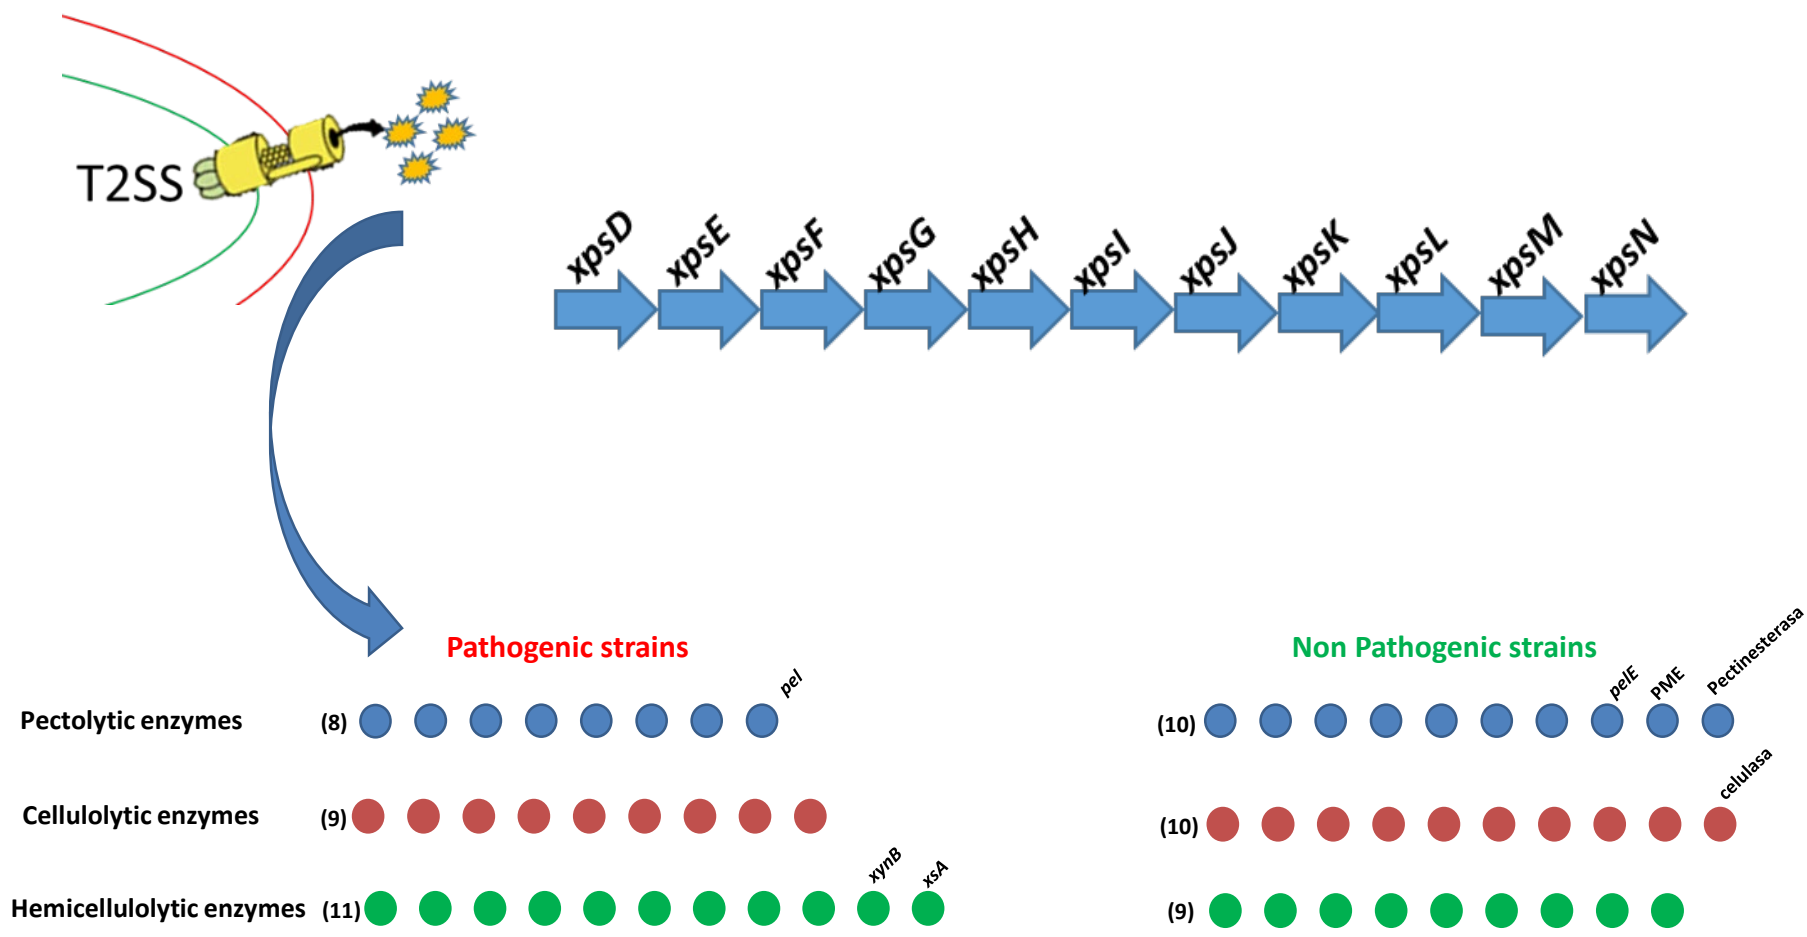 T2SS
xpsD xpsE xpsF xpsG xpsH xpsI xpsJ xpsK xpsL xpsM xpsN
Pathogenic strains
Non Pathogenic strains
pel
pelE PME Pectinesterasa
Pectolytic enzymes (8)
(10)
celulasa
Cellulolytic enzymes (9)
(10)
xynB xsA
Hemicellulolytic enzymes (11)
(9)